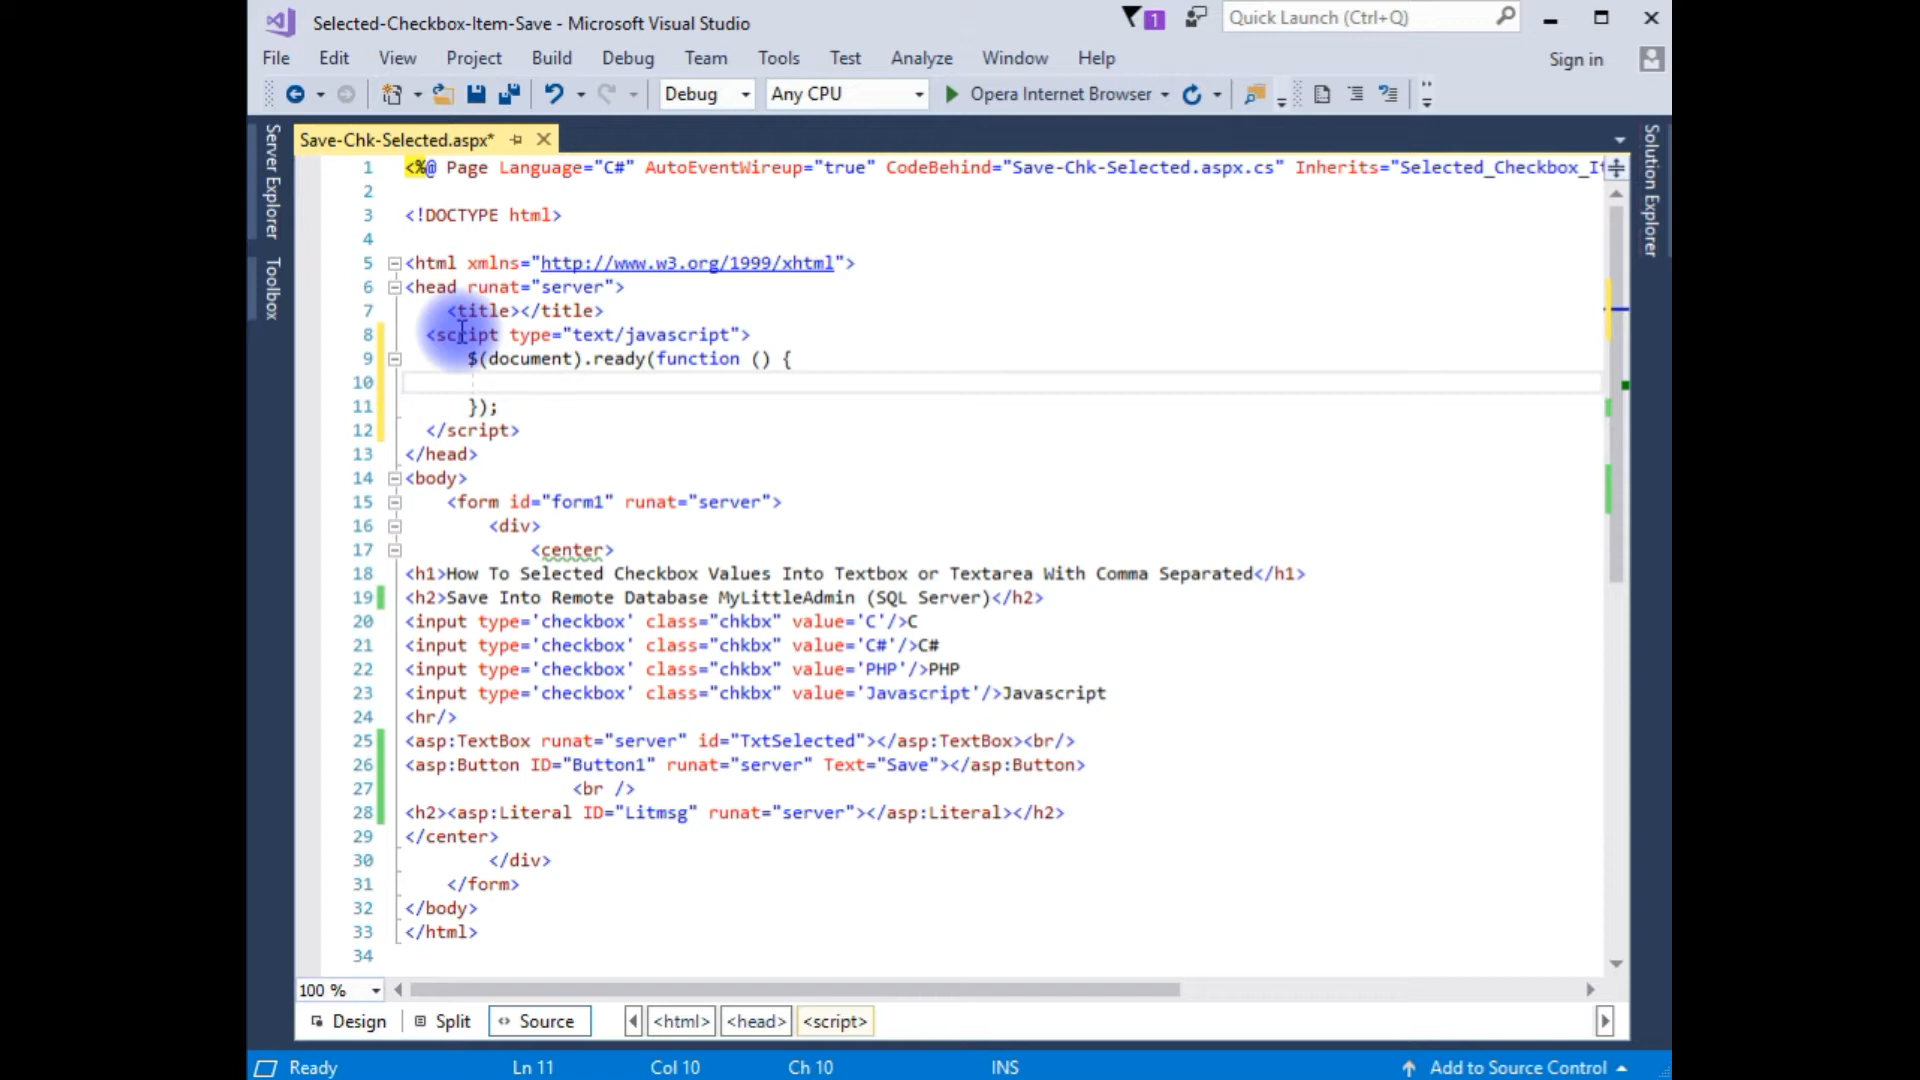 Selected-Checkbox-Item-Save - Microsoft Visual Studio
1
Quick Launch (Ctrl+Q)
File Edit View Project Build Debug Team Tools Test Analyze Window Help
Sign in
Debug
Any CPU
Opera Internet Browser
Server Explorer
Toolbox
Solution Explorer
Save-Chk-Selected.aspx*
1 <%@ Page Language="C#" AutoEventWireup="true" CodeBehind="Save-Chk-Selected.aspx.cs" Inherits="Selected_Checkbox_It
2
3 <!DOCTYPE html>
4
5 <html xmlns="http://www.w3.org/1999/xhtml">
6 <head runat="server">
7 <title></title>
8 <script type="text/javascript">
9 $(document).ready(function () {
10
11 });
12 </script>
13 </head>
14 <body>
15 <form id="form1" runat="server">
16 <div>
17 <center>
18 <h1>How To Selected Checkbox Values Into Textbox or Textarea With Comma Separated</h1>
19 <h2>Save Into Remote Database MyLittleAdmin (SQL Server)</h2>
20 <input type='checkbox' class="chkbx" value='C'/>C
21 <input type='checkbox' class="chkbx" value='C#'/>C#
22 <input type='checkbox' class="chkbx" value='PHP'/>PHP
23 <input type='checkbox' class="chkbx" value='Javascript'/>Javascript
24 <hr/>
25 <asp:TextBox runat="server" id="TxtSelected"></asp:TextBox><br/>
26 <asp:Button ID="Button1" runat="server" Text="Save"></asp:Button>
27 <br />
28 <h2><asp:Literal ID="Litmsg" runat="server"></asp:Literal></h2>
29 </center>
30 </div>
31 </form>
32 </body>
33 </html>
34
100 %
Design Split Source <html> <head> <script>
Ready Ln 11 Col 10 Ch 10 INS Add to Source Control